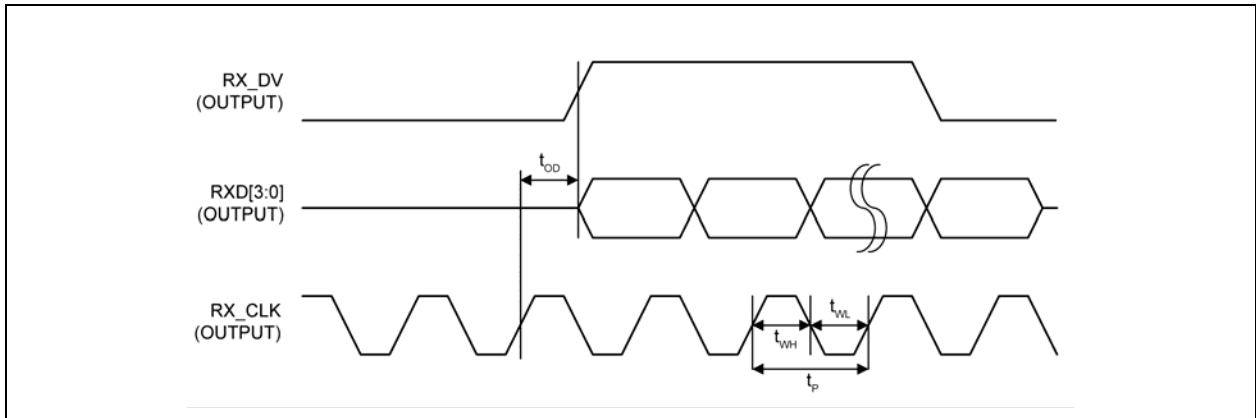 RX_DV
(OUTPUT)
t_OD
RXD[3:0]
(OUTPUT)
RX_CLK
(OUTPUT)
t_WH
t_WL
t_P